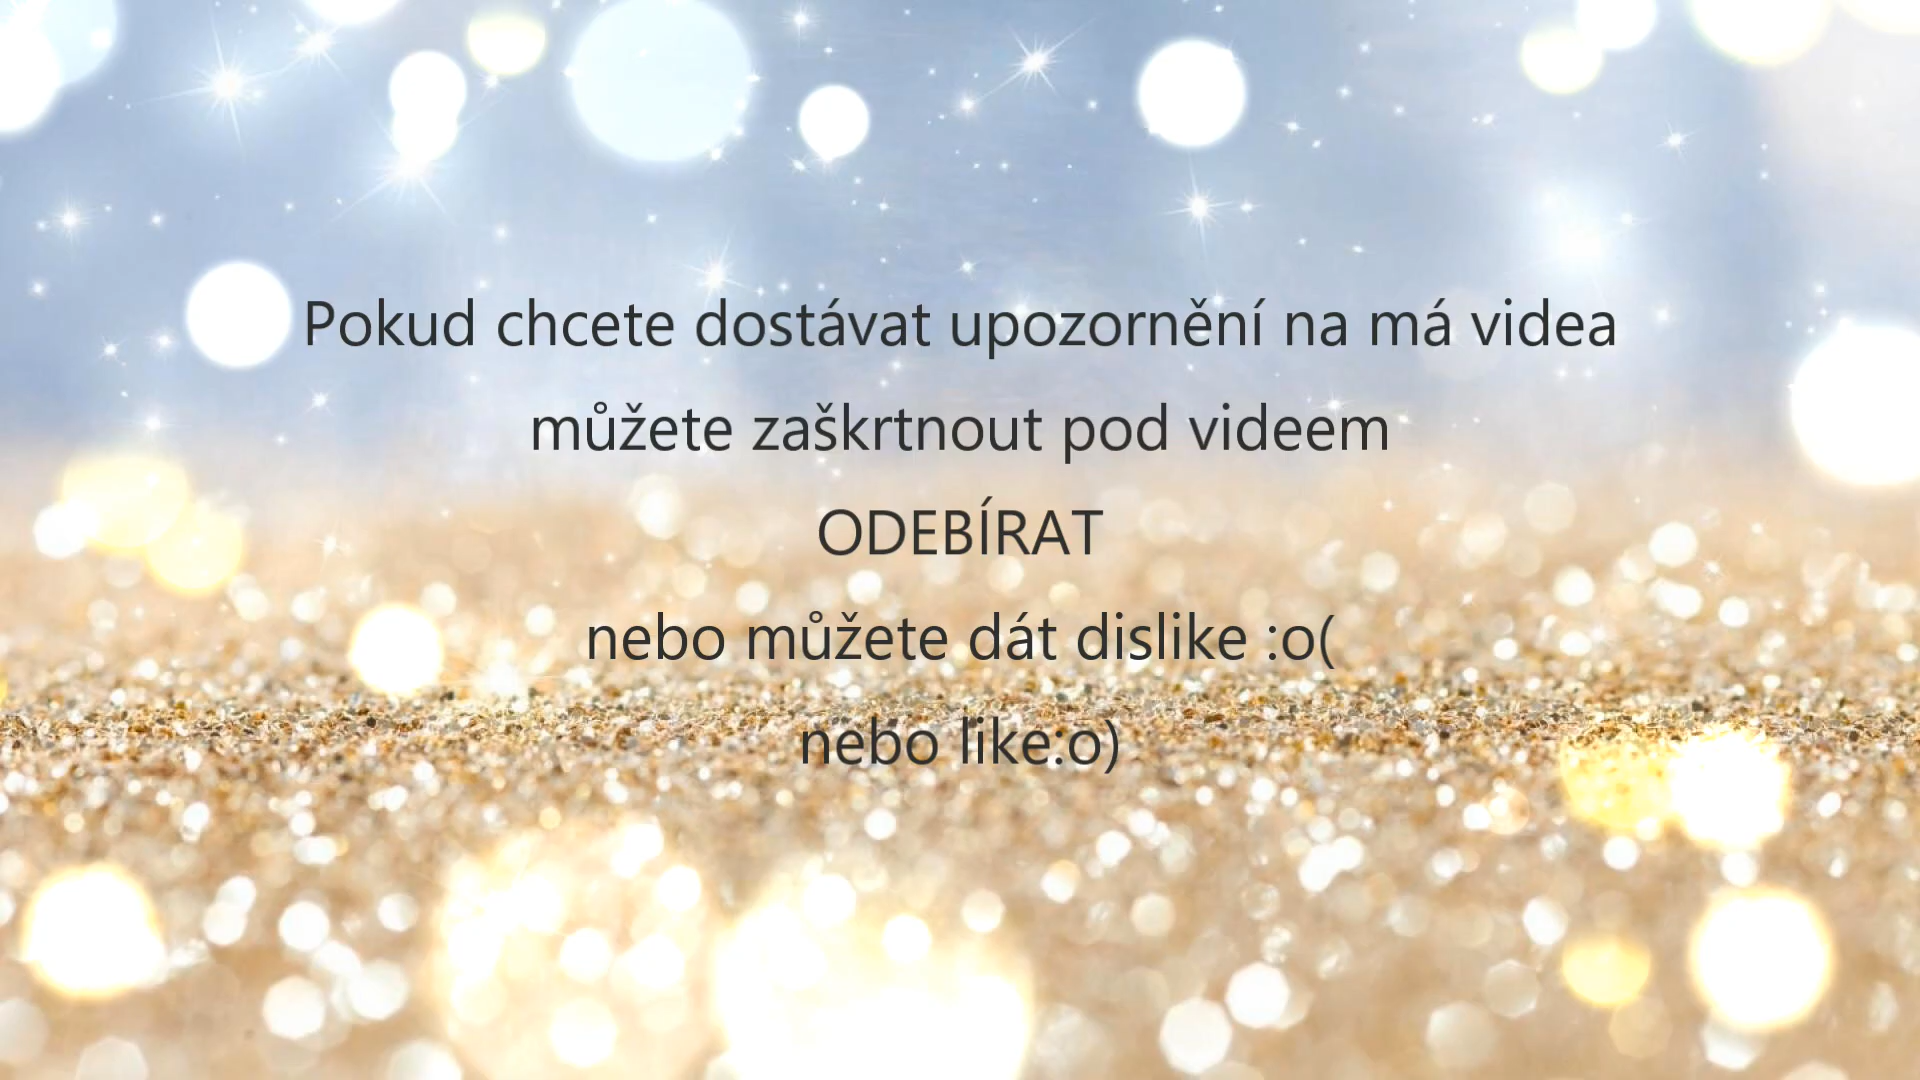 Pokud chcete dostávat upozornění na má videa
můžete zaškrtnout pod videem
ODEBÍRAT
nebo můžete dát dislike :o(
nebo like:o)